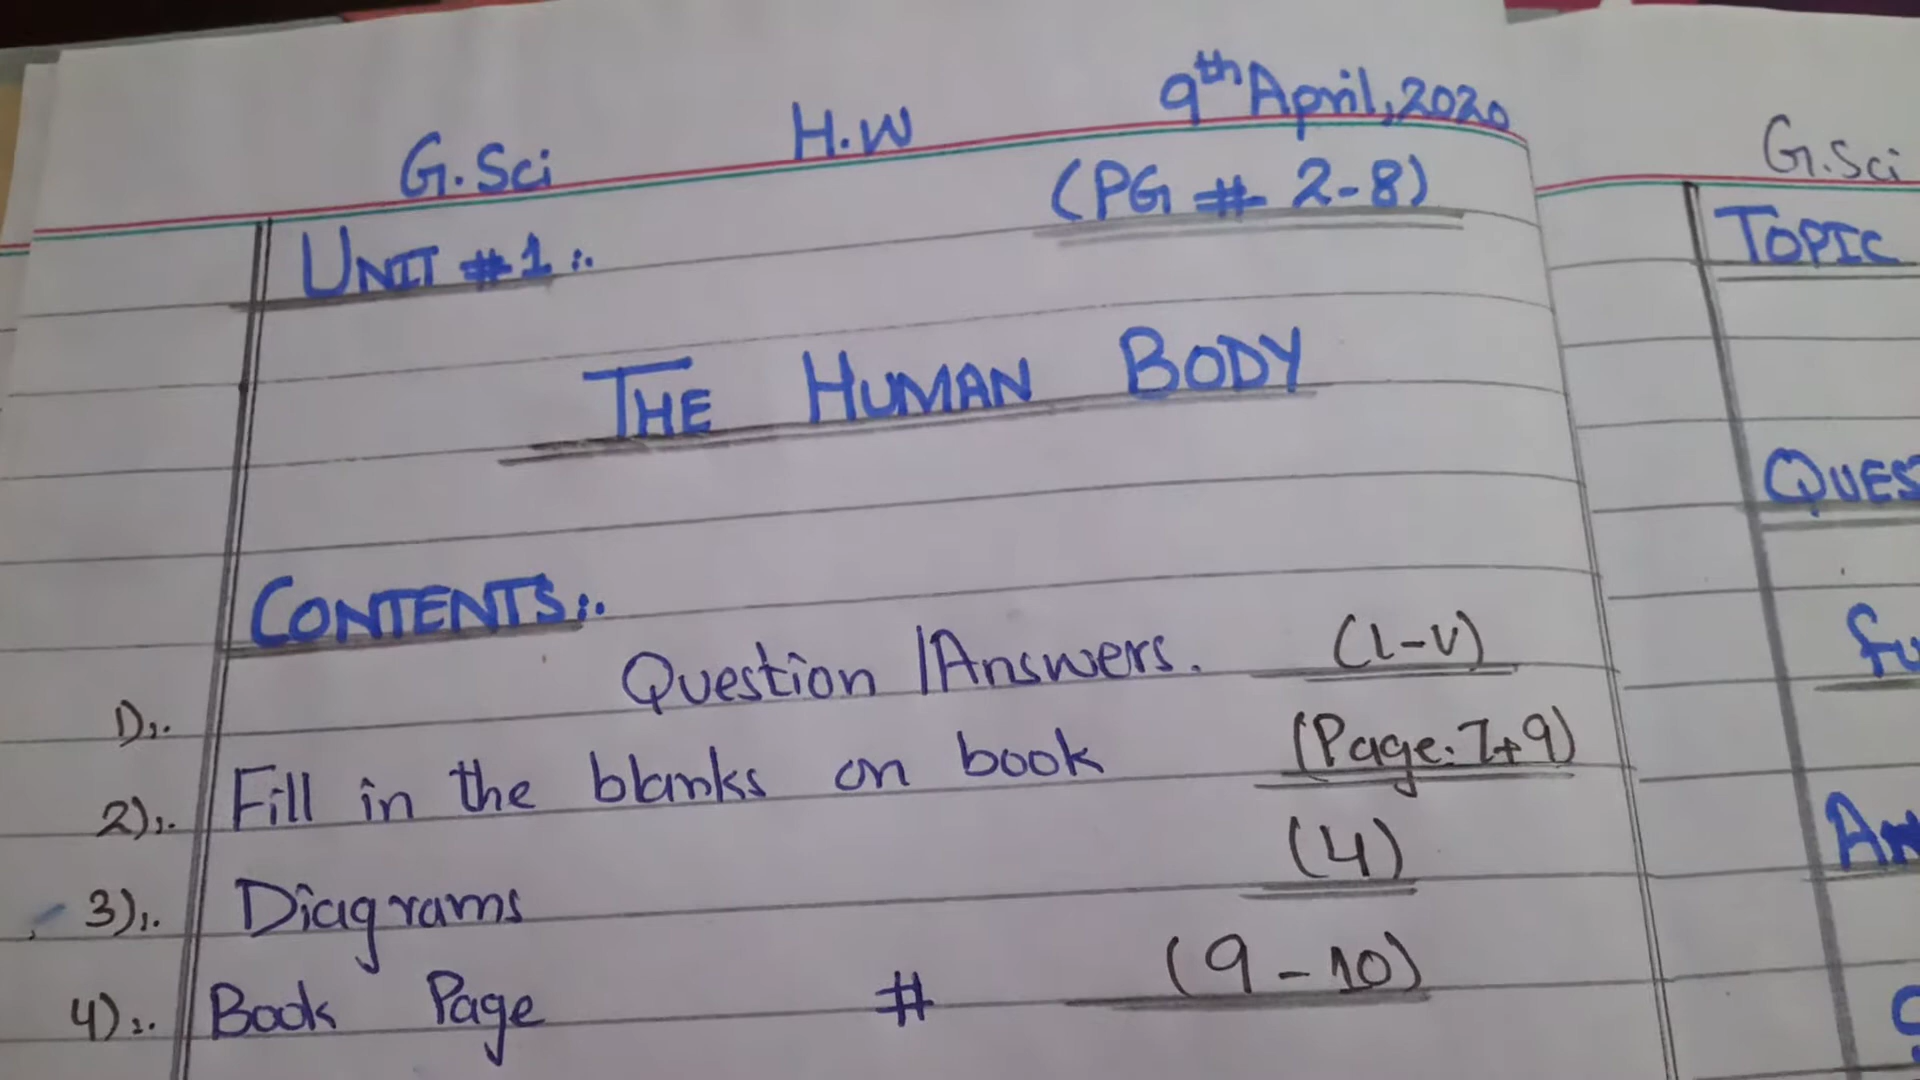 G.Sci H.W 9th April, 2020
(PG # 2-8)
UNIT #1:.
THE HUMAN BODY
CONTENTS:.
1):. Question/Answers. (i-v)
2):. Fill in the blanks on book (Page: 7+9)
3):. Diagrams (4)
4):. Book Page # (9-10)
G.Sci
TOPIC